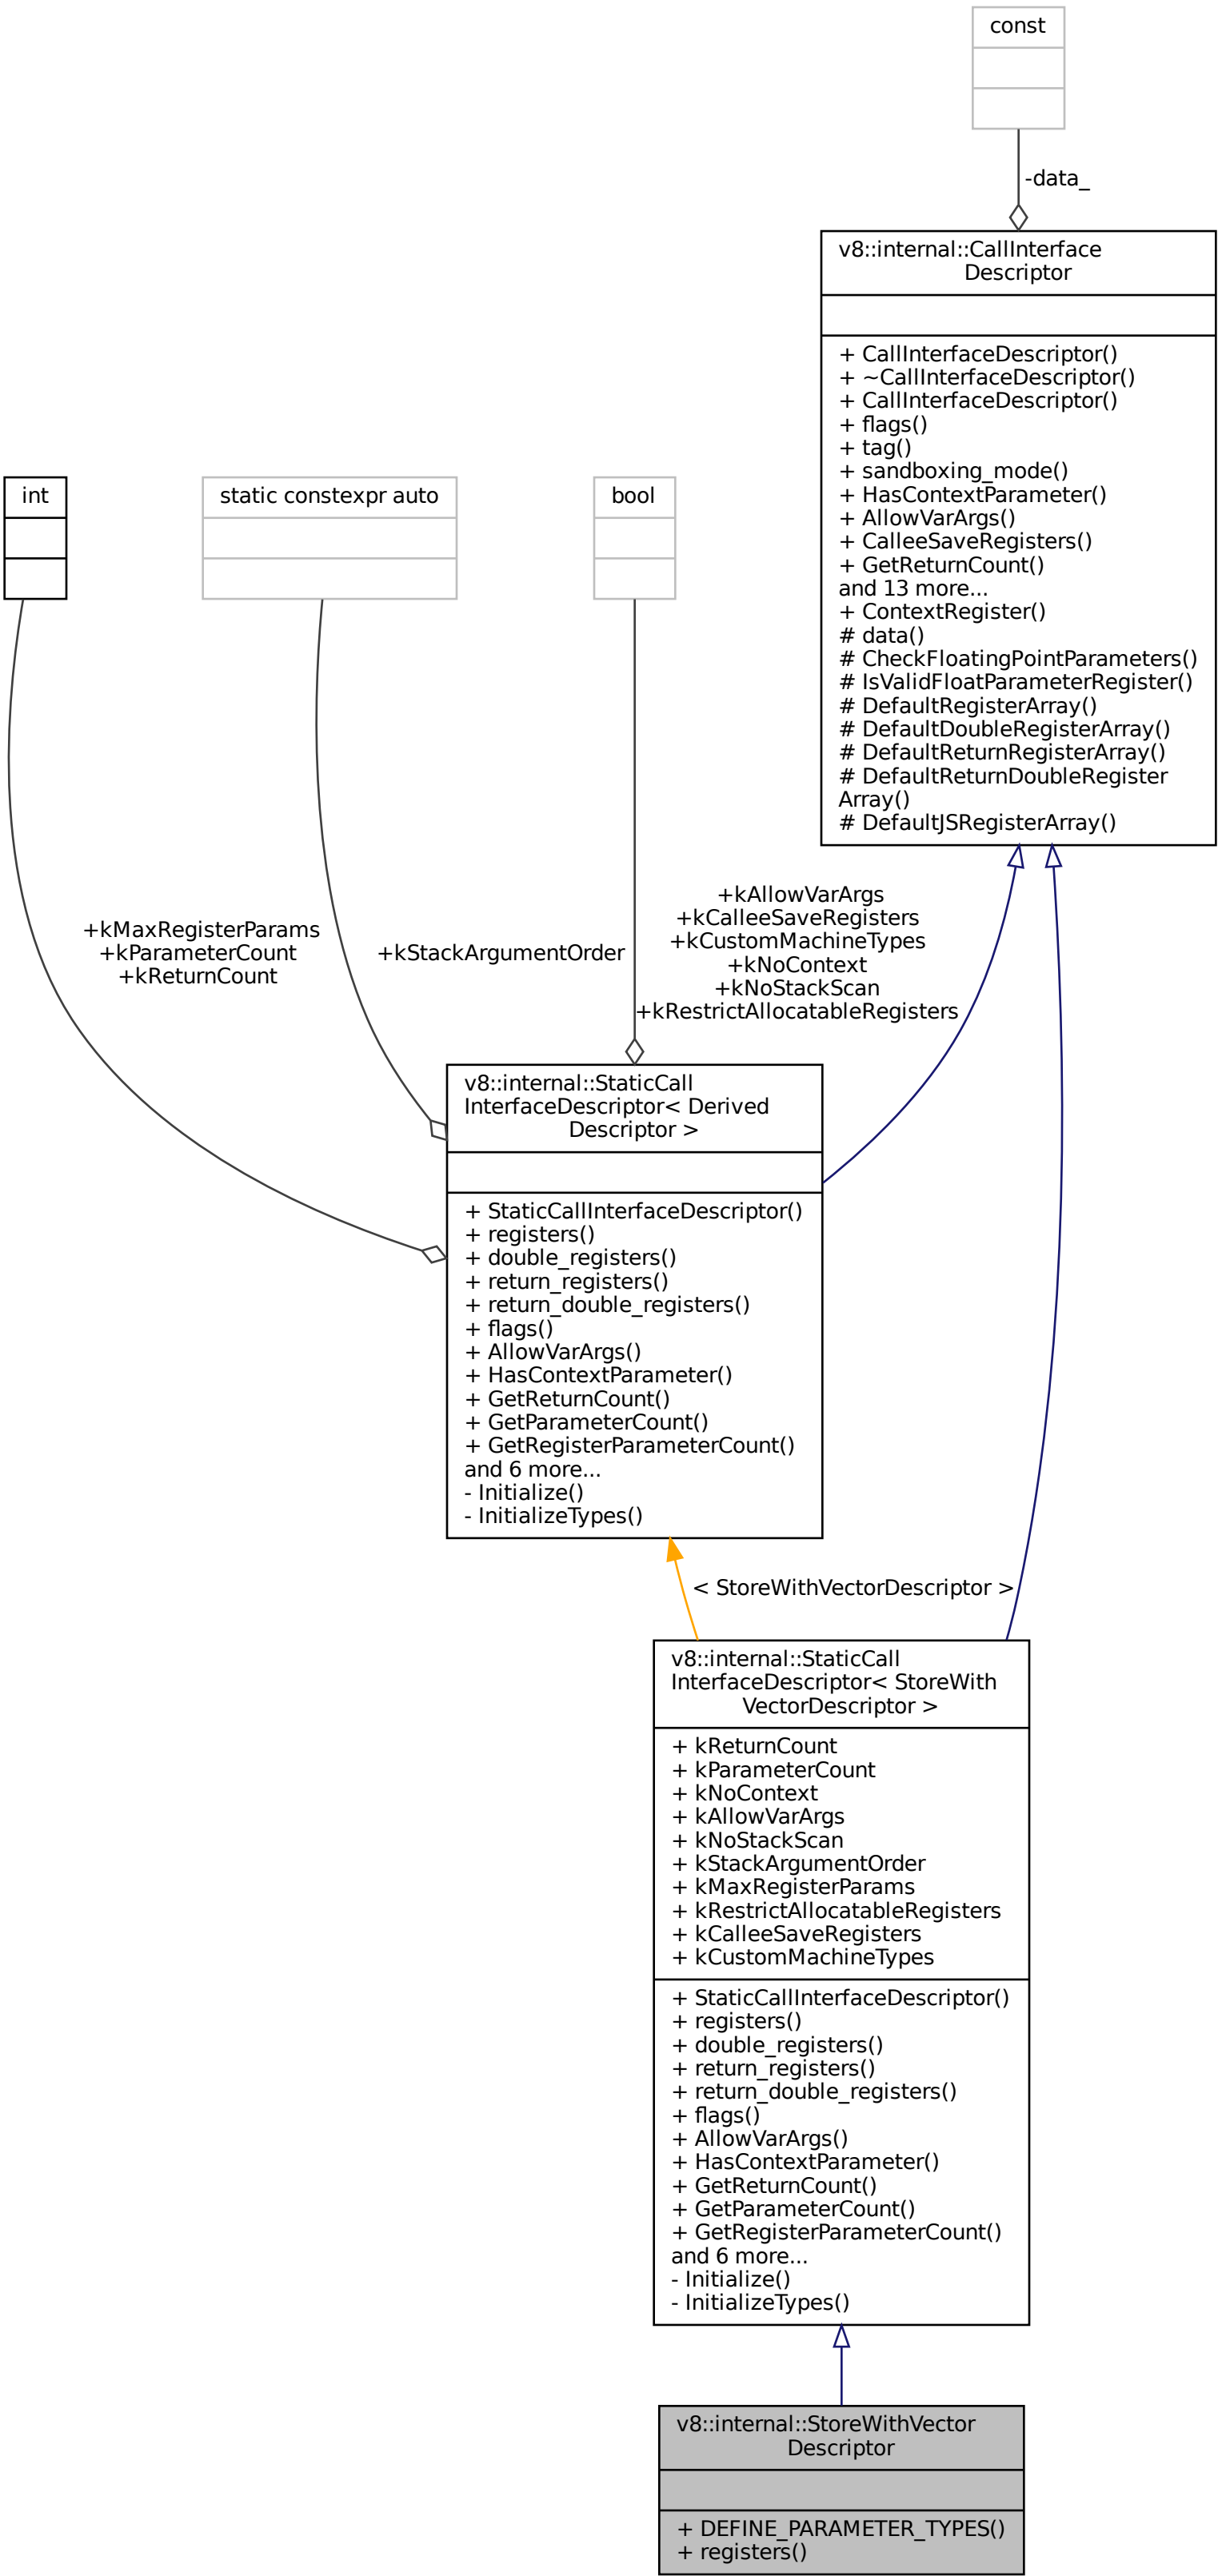 const
-data_
v8::internal::CallInterface
Descriptor
+ CallInterfaceDescriptor()
+ ~CallInterfaceDescriptor()
+ CallInterfaceDescriptor()
+ flags()
+ tag()
+ sandboxing_mode()
+ HasContextParameter()
+ AllowVarArgs()
+ CalleeSaveRegisters()
+ GetReturnCount()
and 13 more...
+ ContextRegister()
# data()
# CheckFloatingPointParameters()
# IsValidFloatParameterRegister()
# DefaultRegisterArray()
# DefaultDoubleRegisterArray()
# DefaultReturnRegisterArray()
# DefaultReturnDoubleRegister
Array()
# DefaultJSRegisterArray()
int
static constexpr auto
bool
+kMaxRegisterParams
+kParameterCount
+kReturnCount
+kStackArgumentOrder
+kAllowVarArgs
+kCalleeSaveRegisters
+kCustomMachineTypes
+kNoContext
+kNoStackScan
+kRestrictAllocatableRegisters
v8::internal::StaticCall
InterfaceDescriptor< Derived
Descriptor >
+ StaticCallInterfaceDescriptor()
+ registers()
+ double_registers()
+ return_registers()
+ return_double_registers()
+ flags()
+ AllowVarArgs()
+ HasContextParameter()
+ GetReturnCount()
+ GetParameterCount()
+ GetRegisterParameterCount()
and 6 more...
- Initialize()
- InitializeTypes()
< StoreWithVectorDescriptor >
v8::internal::StaticCall
InterfaceDescriptor< StoreWith
VectorDescriptor >
+ kReturnCount
+ kParameterCount
+ kNoContext
+ kAllowVarArgs
+ kNoStackScan
+ kStackArgumentOrder
+ kMaxRegisterParams
+ kRestrictAllocatableRegisters
+ kCalleeSaveRegisters
+ kCustomMachineTypes
+ StaticCallInterfaceDescriptor()
+ registers()
+ double_registers()
+ return_registers()
+ return_double_registers()
+ flags()
+ AllowVarArgs()
+ HasContextParameter()
+ GetReturnCount()
+ GetParameterCount()
+ GetRegisterParameterCount()
and 6 more...
- Initialize()
- InitializeTypes()
v8::internal::StoreWithVector
Descriptor
+ DEFINE_PARAMETER_TYPES()
+ registers()